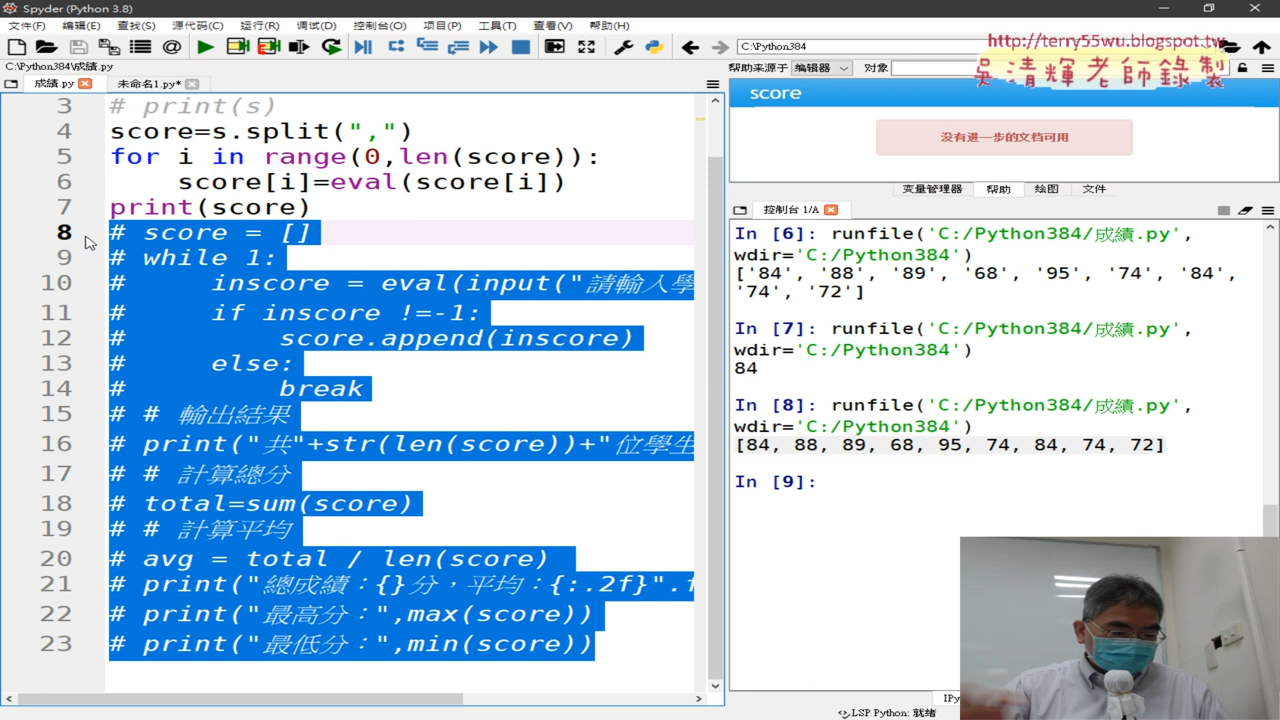 Spyder (Python 3.8)
文件(F) 编辑(E) 查找(S) 源代码(C) 运行(R) 调试(D) 控制台(O) 项目(P) 工具(T) 查看(V) 帮助(H)
C:\Python384
http://terry55wu.blogspot.tw
吳清輝老師錄製
C:\Python384\成績.py
帮助来源于 编辑器 对象
成績.py 未命名1.py*
score
没有进一步的文档可用
变量管理器 帮助 绘图 文件
3 # print(s)
4 score=s.split(",")
5 for i in range(0,len(score)):
6 score[i]=eval(score[i])
7 print(score)
8 # score = []
9 # while 1:
10 # inscore = eval(input("請輸入學
11 # if inscore !=-1:
12 # score.append(inscore)
13 # else:
14 # break
15 # # 輸出結果
16 # print("共"+str(len(score))+"位學生
17 # # 計算總分
18 # total=sum(score)
19 # # 計算平均
20 # avg = total / len(score)
21 # print("總成績：{}分，平均：{:.2f}".f
22 # print("最高分：",max(score))
23 # print("最低分：",min(score))
控制台 1/A
In [6]: runfile('C:/Python384/成績.py',
wdir='C:/Python384')
['84', '88', '89', '68', '95', '74', '84',
'74', '72']
In [7]: runfile('C:/Python384/成績.py',
wdir='C:/Python384')
84
In [8]: runfile('C:/Python384/成績.py',
wdir='C:/Python384')
[84, 88, 89, 68, 95, 74, 84, 74, 72]
In [9]:
IPy
LSP Python: 就绪